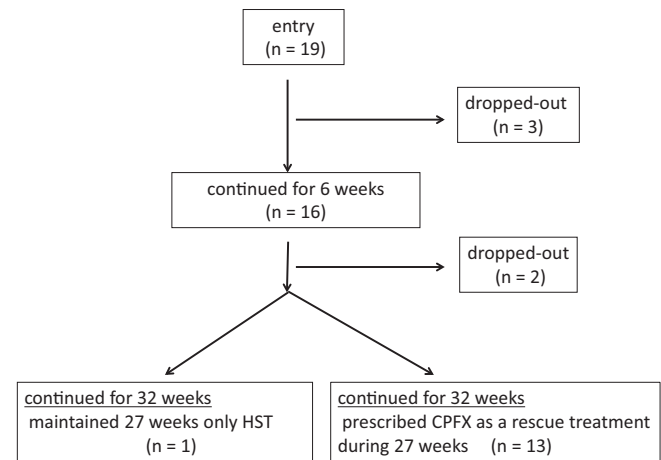 entry
(n = 19)
dropped-out
(n = 3)
continued for 6 weeks
(n = 16)
dropped-out
(n = 2)
continued for 32 weeks
maintained 27 weeks only HST
(n = 1)
continued for 32 weeks
prescribed CPFX as a rescue treatment
during 27 weeks (n = 13)